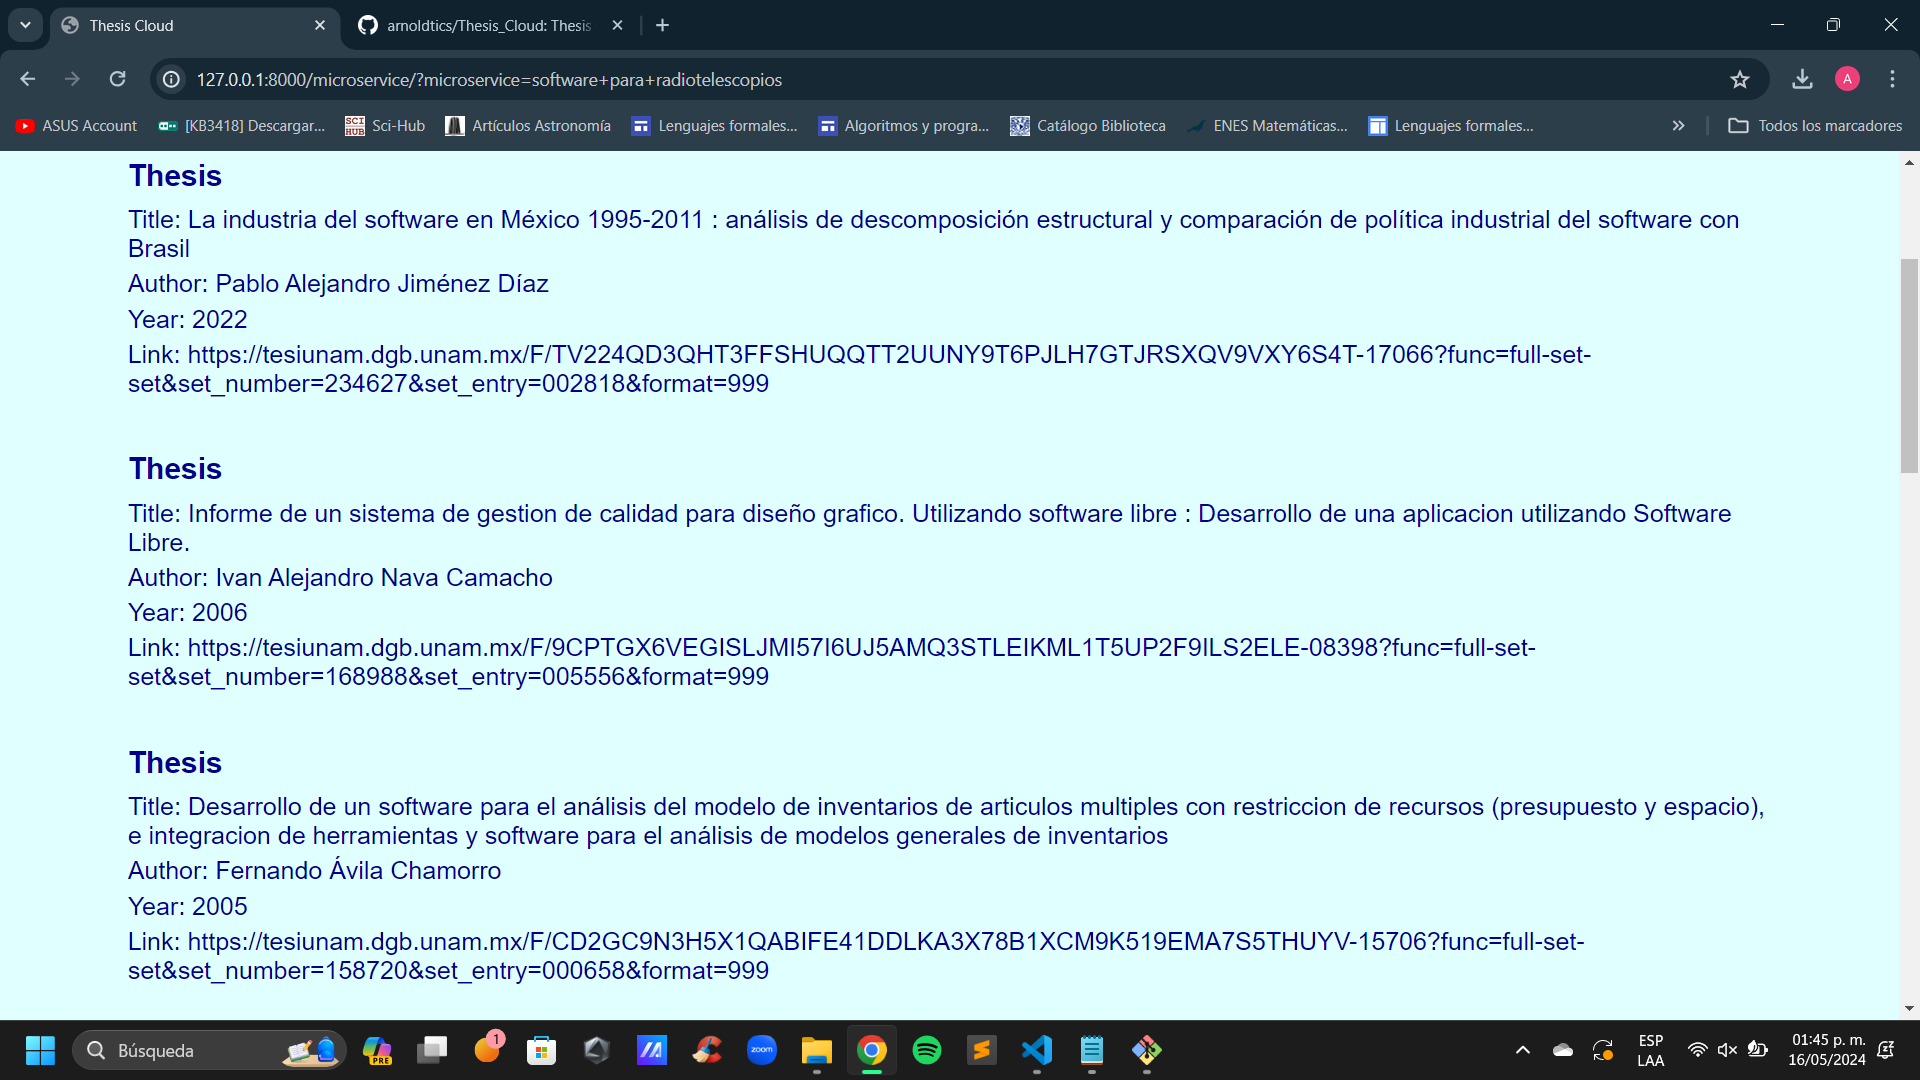 Thesis Cloud
arnoldtics/Thesis_Cloud: Thesis
127.0.0.1:8000/microservice/?microservice=software+para+radiotelescopios
A
ASUS Account
[KB3418] Descargar...
SCI HUB
Sci-Hub
Artículos Astronomía
Lenguajes formales...
Algoritmos y progra...
Catálogo Biblioteca
ENES Matemáticas...
Lenguajes formales...
Todos los marcadores
Thesis
Title: La industria del software en México 1995-2011 : análisis de descomposición estructural y comparación de política industrial del software con
Brasil
Author: Pablo Alejandro Jiménez Díaz
Year: 2022
Link: https://tesiunam.dgb.unam.mx/F/TV224QD3QHT3FFSHUQQTT2UUNY9T6PJLH7GTJRSXQV9VXY6S4T-17066?func=full-set-
set&set_number=234627&set_entry=002818&format=999
Thesis
Title: Informe de un sistema de gestion de calidad para diseño grafico. Utilizando software libre : Desarrollo de una aplicacion utilizando Software
Libre.
Author: Ivan Alejandro Nava Camacho
Year: 2006
Link: https://tesiunam.dgb.unam.mx/F/9CPTGX6VEGISLJMI57I6UJ5AMQ3STLEIKML1T5UP2F9ILS2ELE-08398?func=full-set-
set&set_number=168988&set_entry=005556&format=999
Thesis
Title: Desarrollo de un software para el análisis del modelo de inventarios de articulos multiples con restriccion de recursos (presupuesto y espacio),
e integracion de herramientas y software para el análisis de modelos generales de inventarios
Author: Fernando Ávila Chamorro
Year: 2005
Link: https://tesiunam.dgb.unam.mx/F/CD2GC9N3H5X1QABIFE41DDLKA3X78B1XCM9K519EMA7S5THUYV-15706?func=full-set-
set&set_number=158720&set_entry=000658&format=999
Búsqueda
PRE
1
zoom
ESP
LAA
01:45 p. m.
16/05/2024